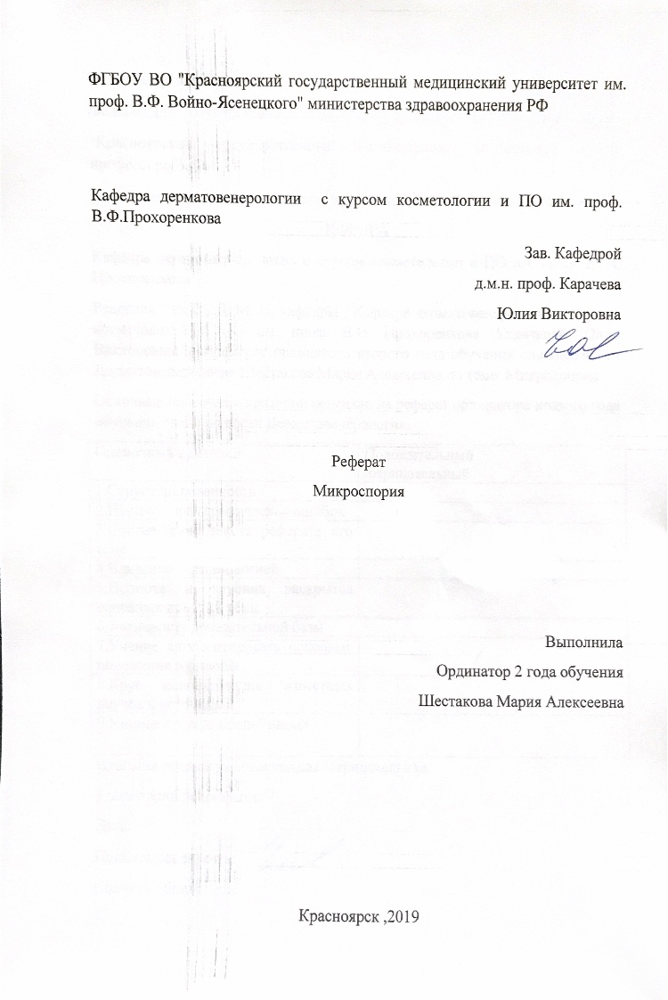 ФГБОУ ВО "Красноярский государственный медицинский университет им.
проф. В.Ф. Войно-Ясенецкого" министерства здравоохранения РФ
Кафедра дерматовенерологии с курсом косметологии и ПО им. проф.
В.Ф.Прохоренкова
Зав. Кафедрой
д.м.н. проф. Карачева
Юлия Викторовна
Реферат
Микроспория
Выполнила
Ординатор 2 года обучения
Шестакова Мария Алексеевна
Красноярск ,2019